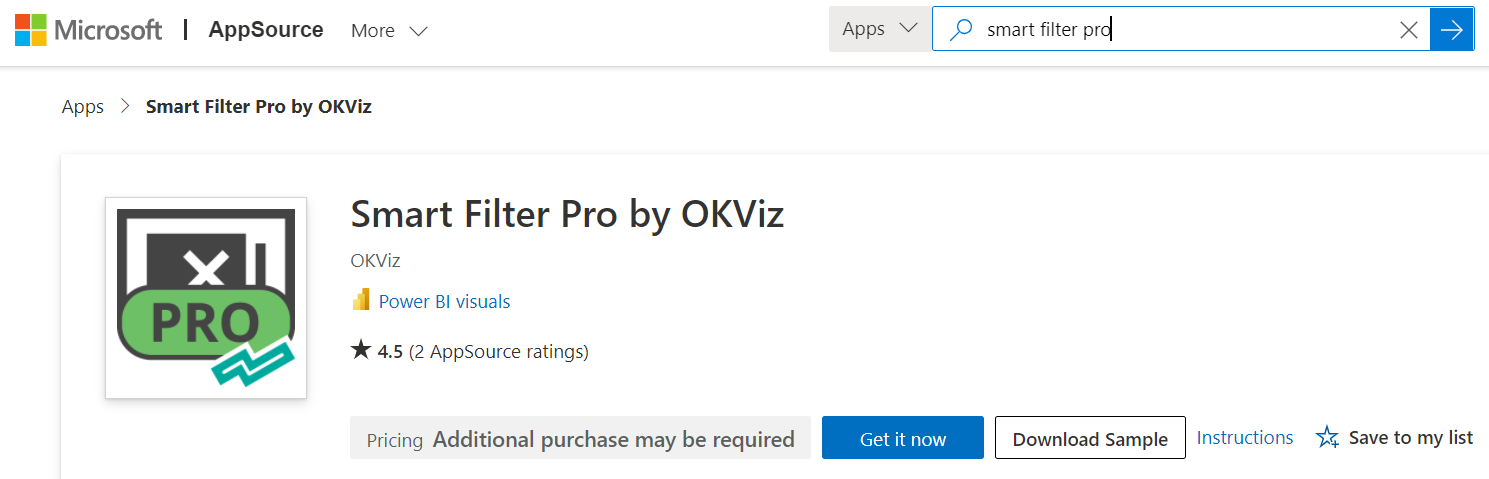 Microsoft | AppSource More Apps smart filter pro
Apps > Smart Filter Pro by OKViz
Smart Filter Pro by OKViz
OKViz
Power BI visuals
PRO
★ 4.5 (2 AppSource ratings)
Pricing Additional purchase may be required Get it now Download Sample Instructions Save to my list